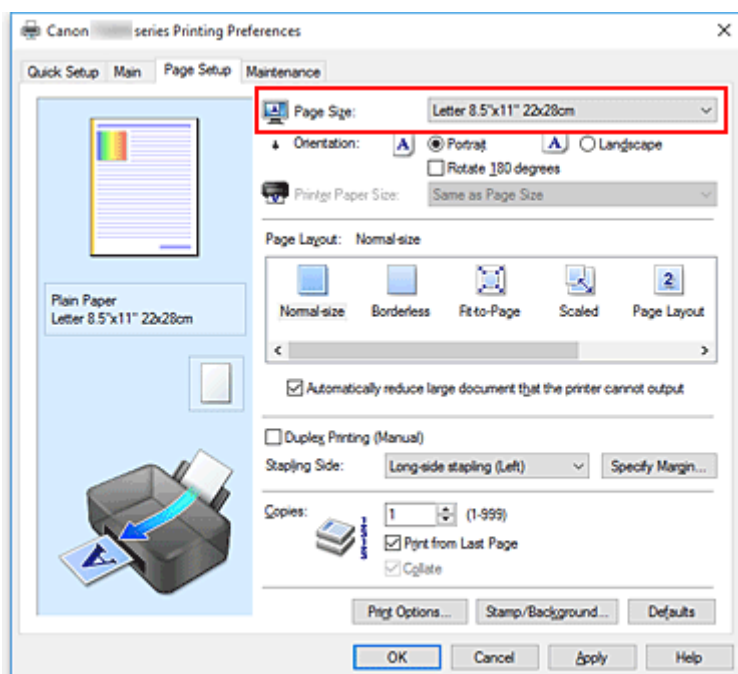 Canon series Printing Preferences
Quick Setup Main Page Setup Maintenance
Page Size: Letter 8.5"x11" 22x28cm
Orientation: A Portrait A Landscape
Rotate 180 degrees
Printer Paper Size: Same as Page Size
Page Layout: Normal-size
2
Normal-size Borderless Fit-to-Page Scaled Page Layout
Plain Paper
Letter 8.5"x11" 22x28cm
Automatically reduce large document that the printer cannot output
Duplex Printing (Manual)
Stapling Side: Long-side stapling (Left) Specify Margin...
Copies: 1 (1-999)
Print from Last Page
Collate
A
Print Options... Stamp/Background... Defaults
OK Cancel Apply Help